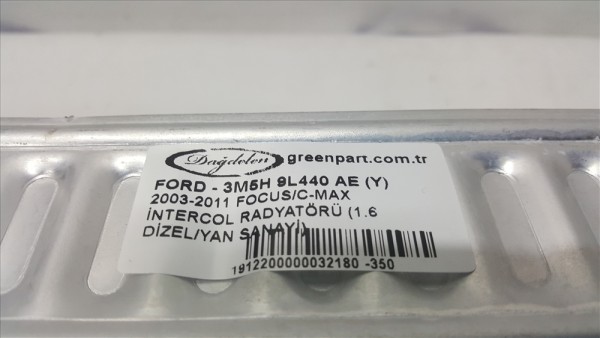 Dağdelen greenpart.com.tr
FORD - 3M5H 9L440 AE (Y)
2003-2011 FOCUS/C-MAX
İNTERCOL RADYATÖRÜ (1.6
DİZEL/YAN SANAYİ)
1912200000032180 -350